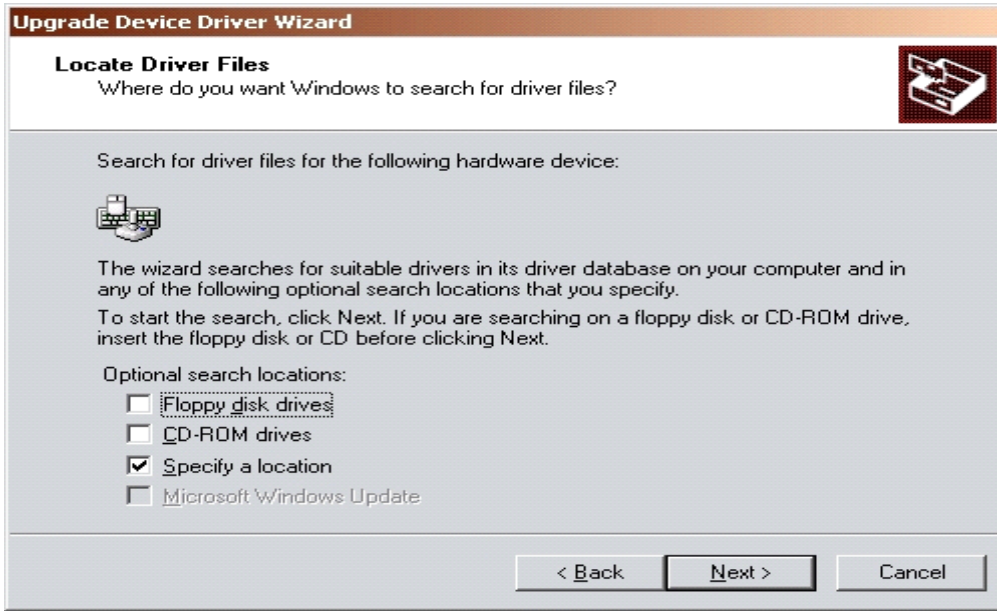 Upgrade Device Driver Wizard
Locate Driver Files
Where do you want Windows to search for driver files?
Search for driver files for the following hardware device:
The wizard searches for suitable drivers in its driver database on your computer and in
any of the following optional search locations that you specify.
To start the search, click Next. If you are searching on a floppy disk or CD-ROM drive,
insert the floppy disk or CD before clicking Next.
Optional search locations:
Floppy disk drives
CD-ROM drives
Specify a location
Microsoft Windows Update
< Back Next > Cancel